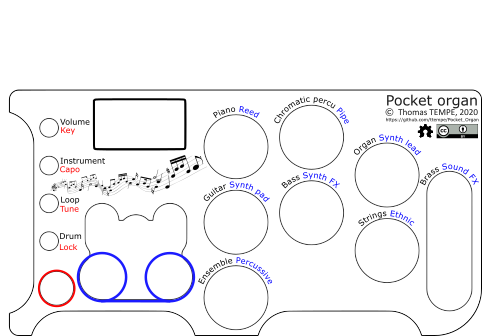 Pocket organ
© Thomas TEMPE, 2020
https://github.com/ttempe/Pocket_Organ
cc
BY
Volume
Key
Instrument
Capo
Loop
Tune
Drum
Lock
Piano Reed
Chromatic percu Pipe
Organ Synth lead
Brass Sound FX
Guitar Synth pad
Bass Synth FX
Strings Ethnic
Ensemble Percussive